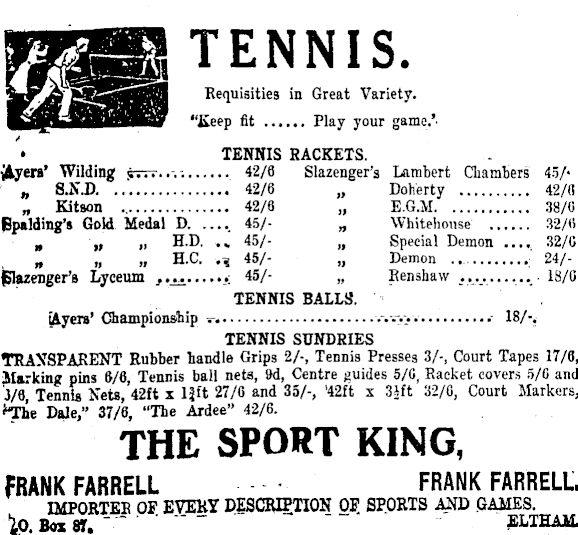 TENNIS.
Requisities in Great Variety.
"Keep fit ...... Play your game."
TENNIS RACKETS.
Ayers' Wilding ............ 42/6 Slazenger's Lambert Chambers 45/-
„ S.N.D. ............... 42/6 „ Doherty .......... 42/6
„ Kitson .............. 42/6 „ E.G.M. ........... 38/6
Spalding's Gold Medal D. .... 45/- „ Whitehouse ...... 32/6
„ „ „ H.D. .. 45/- „ Special Demon .... 32/6
„ „ „ H.C. .. 45/- „ Demon ........... 24/-
Slazenger's Lyceum .......... 45/- „ Renshaw .......... 18/6
TENNIS BALLS.
Ayers' Championship ........................................ 18/-.
TENNIS SUNDRIES
TRANSPARENT Rubber handle Grips 2/-, Tennis Presses 3/-, Court Tapes 17/6,
Marking pins 6/6, Tennis ball nets, 9d, Centre guides 5/6, Racket covers 5/6 and
3/6, Tennis Nets, 42ft x 1¾ft 27/6 and 35/-, 42ft x 3½ft 32/6, Court Markers,
"The Dale," 37/6, "The Ardee" 42/6.
THE SPORT KING,
FRANK FARRELL FRANK FARRELL.
IMPORTER OF EVERY DESCRIPTION OF SPORTS AND GAMES.
Box 87. ELTHAM